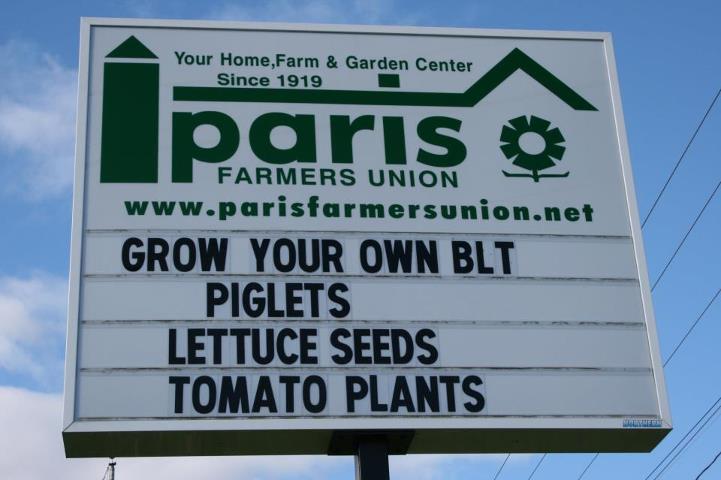 Your Home,Farm & Garden Center
Since 1919
paris
FARMERS UNION
www.parisfarmersunion.net
GROW YOUR OWN BLT
PIGLETS
LETTUCE SEEDS
TOMATO PLANTS
NORTHERN